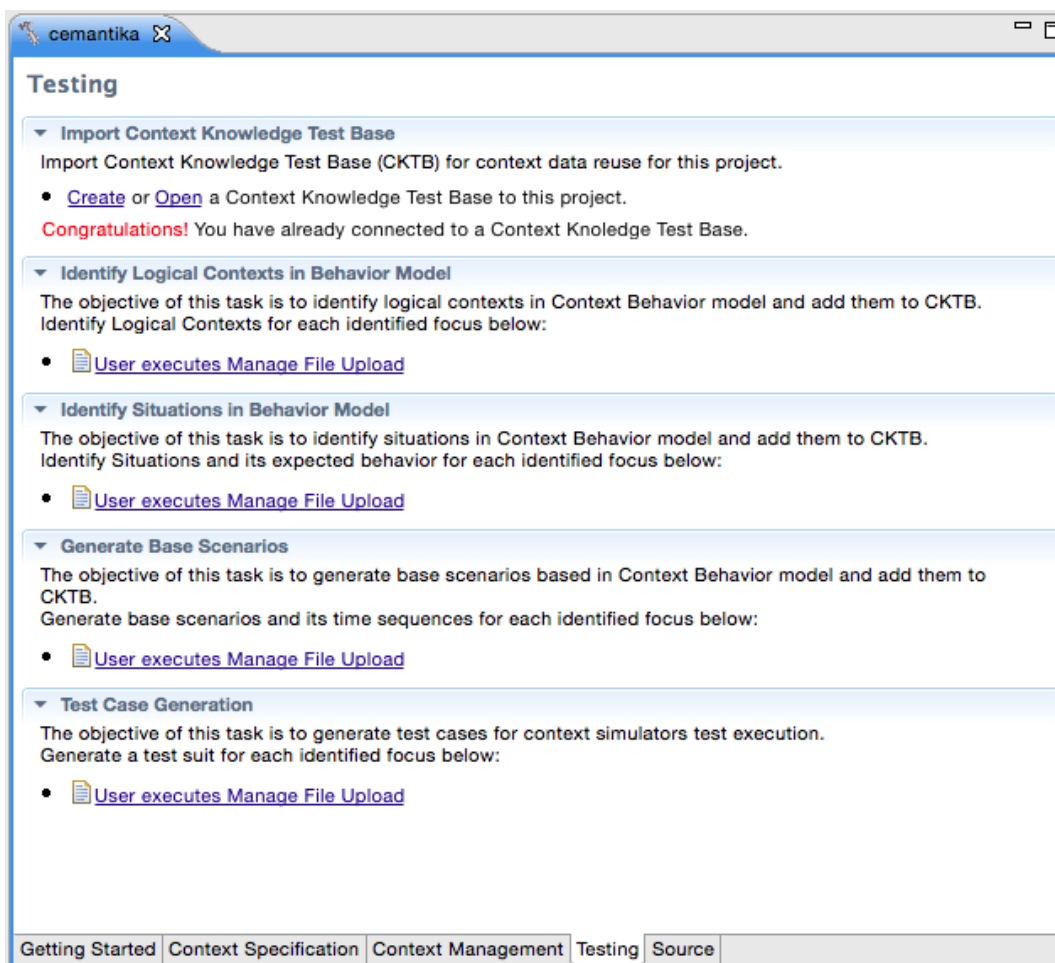 cemantika
Testing
Import Context Knowledge Test Base
Import Context Knowledge Test Base (CKTB) for context data reuse for this project.
• Create or Open a Context Knowledge Test Base to this project.
Congratulations! You have already connected to a Context Knoledge Test Base.
Identify Logical Contexts in Behavior Model
The objective of this task is to identify logical contexts in Context Behavior model and add them to CKTB.
Identify Logical Contexts for each identified focus below:
• User executes Manage File Upload
Identify Situations in Behavior Model
The objective of this task is to identify situations in Context Behavior model and add them to CKTB.
Identify Situations and its expected behavior for each identified focus below:
• User executes Manage File Upload
Generate Base Scenarios
The objective of this task is to generate base scenarios based in Context Behavior model and add them to
CKTB.
Generate base scenarios and its time sequences for each identified focus below:
• User executes Manage File Upload
Test Case Generation
The objective of this task is to generate test cases for context simulators test execution.
Generate a test suit for each identified focus below:
• User executes Manage File Upload
Getting Started Context Specification Context Management Testing Source